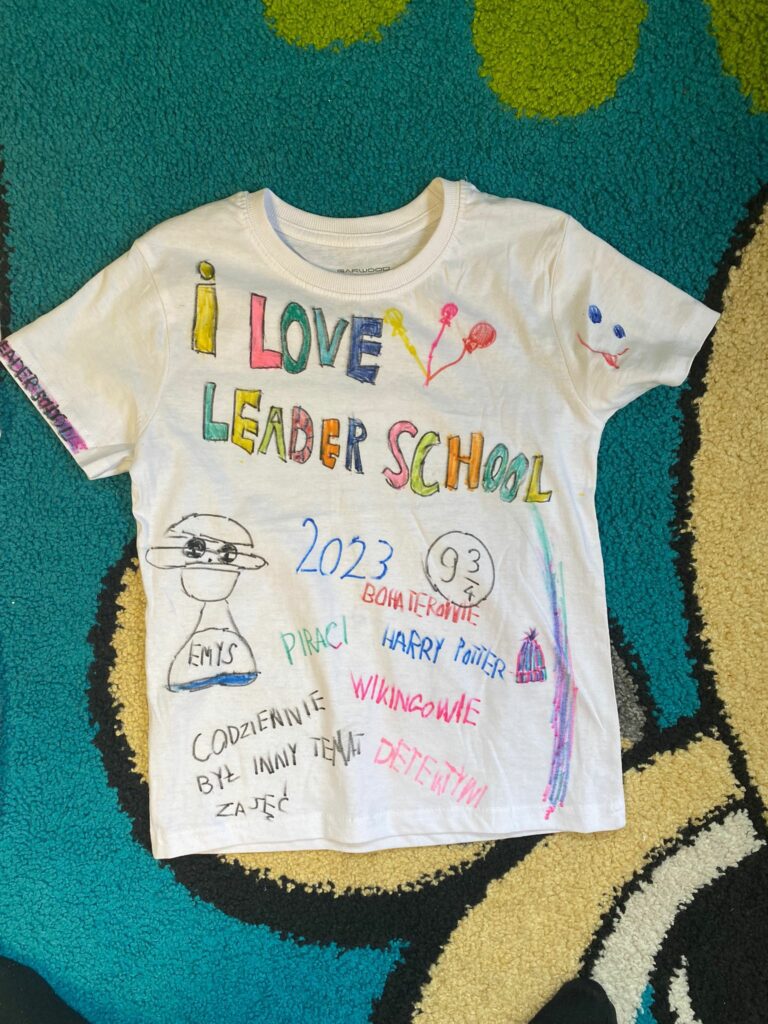 BARWOOD
i LOVE
LEADER SCHOOL
LEADER SCHOOL
2023
9 3/4
BOHATEROWIE
PIRACI
HARRY POTTER
EMYS
WIKINGOWIE
CODZIENNIE
BYŁ INNY TEMAT
ZAJĘĆ